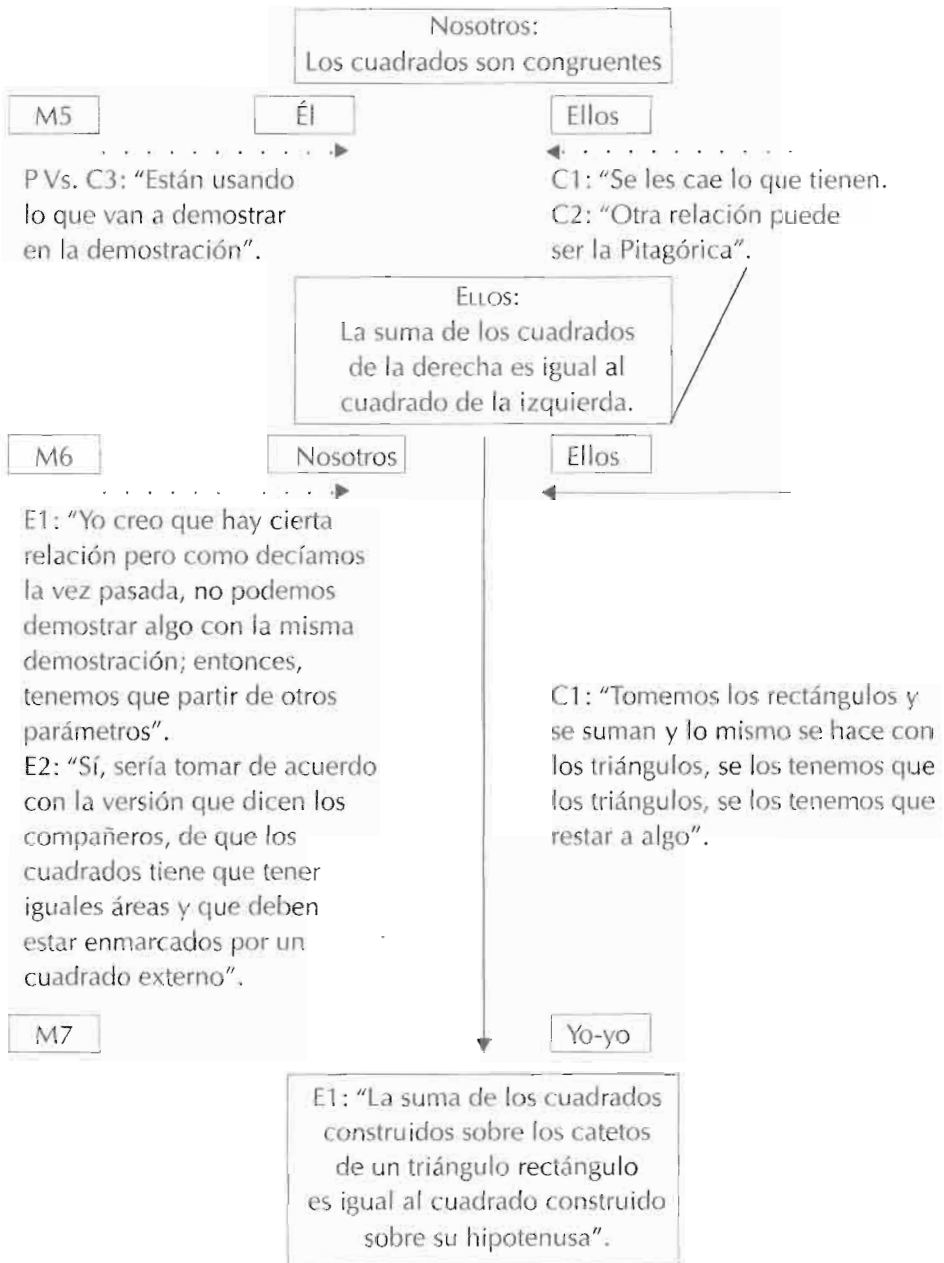 Nosotros:
Los cuadrados son congruentes
M5
Él
Ellos
P Vs. C3: "Están usando
lo que van a demostrar
en la demostración".
C1: "Se les cae lo que tienen.
C2: "Otra relación puede
ser la Pitagórica".
ELLOS:
La suma de los cuadrados
de la derecha es igual al
cuadrado de la izquierda.
M6
Nosotros
Ellos
E1: "Yo creo que hay cierta
relación pero como decíamos
la vez pasada, no podemos
demostrar algo con la misma
demostración; entonces,
tenemos que partir de otros
parámetros".
E2: "Sí, sería tomar de acuerdo
con la versión que dicen los
compañeros, de que los
cuadrados tiene que tener
iguales áreas y que deben
estar enmarcados por un
cuadrado externo".
C1: "Tomemos los rectángulos y
se suman y lo mismo se hace con
los triángulos, se los tenemos que
los triángulos, se los tenemos que
restar a algo".
M7
Yo-yo
E1: "La suma de los cuadrados
construidos sobre los catetos
de un triángulo rectángulo
es igual al cuadrado construido
sobre su hipotenusa".